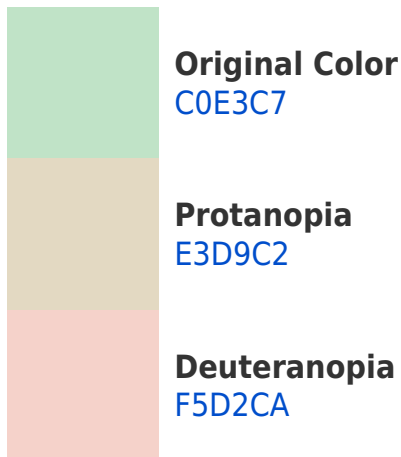 Original Color
C0E3C7
Protanopia
E3D9C2
Deuteranopia
F5D2CA